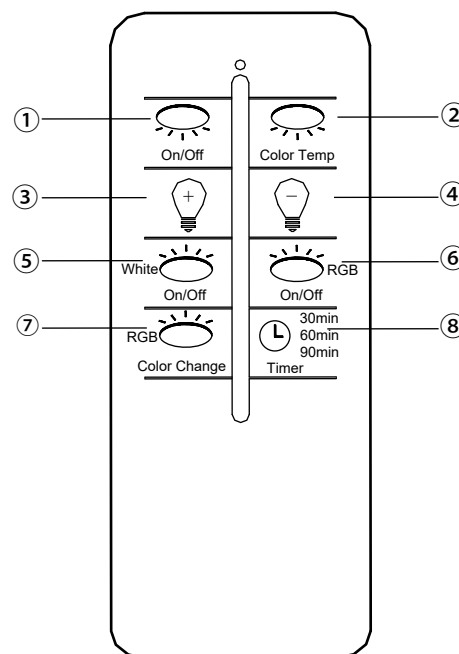 ① ②
On/Off Color Temp
③ + − ④
⑤ ⑥
White RGB
On/Off On/Off
⑦ 30min ⑧
RGB 60min
90min
Color Change Timer